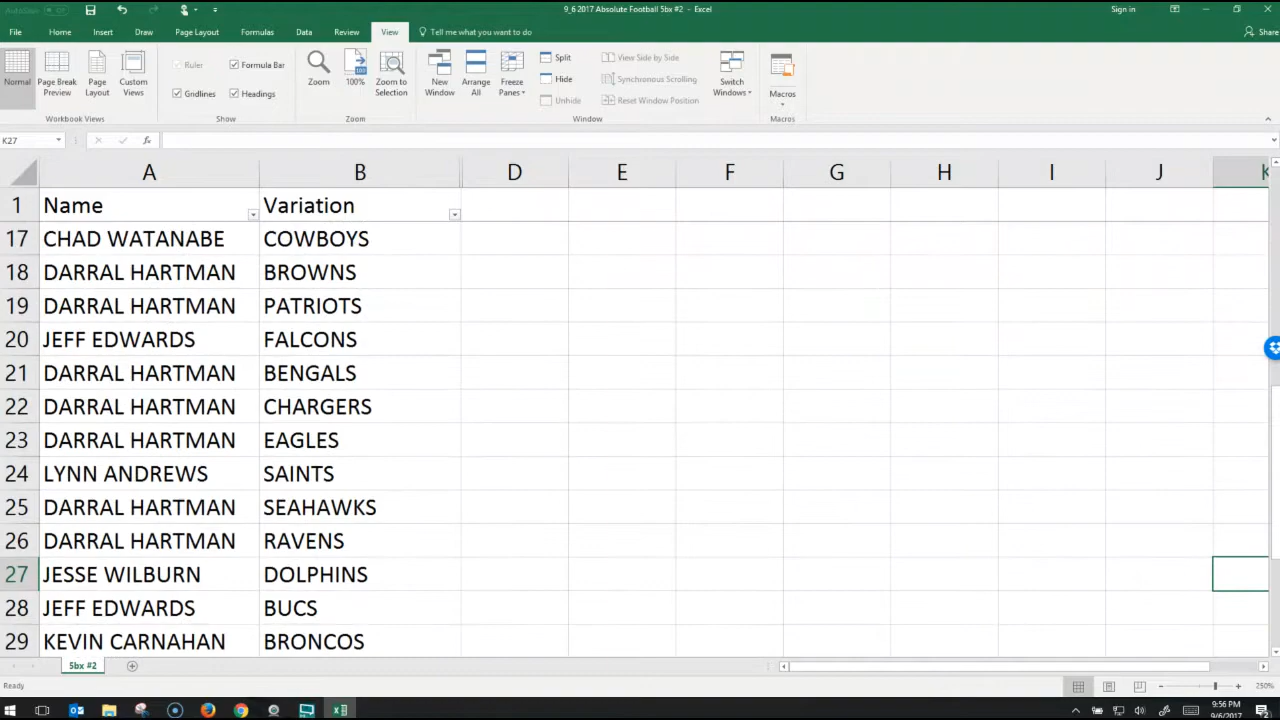 AutoSave
9_6 2017 Absolute Football 5bx #2 - Excel
Sign in
File Home Insert Draw Page Layout Formulas Data Review View Tell me what you want to do
Share
Normal
Page Break Preview
Page Layout
Custom Views
Workbook Views
Ruler
Formula Bar
Gridlines
Headings
Show
Zoom
100%
Zoom to Selection
Zoom
New Window
Arrange All
Freeze Panes
Split
Hide
Unhide
View Side by Side
Synchronous Scrolling
Reset Window Position
Window
Switch Windows
Macros
Macros
K27
fx
A B D E F G H I J K
1 Name Variation
17 CHAD WATANABE COWBOYS
18 DARRAL HARTMAN BROWNS
19 DARRAL HARTMAN PATRIOTS
20 JEFF EDWARDS FALCONS
21 DARRAL HARTMAN BENGALS
22 DARRAL HARTMAN CHARGERS
23 DARRAL HARTMAN EAGLES
24 LYNN ANDREWS SAINTS
25 DARRAL HARTMAN SEAHAWKS
26 DARRAL HARTMAN RAVENS
27 JESSE WILBURN DOLPHINS
28 JEFF EDWARDS BUCS
29 KEVIN CARNAHAN BRONCOS
5bx #2
Ready
250%
9:56 PM
9/6/2017